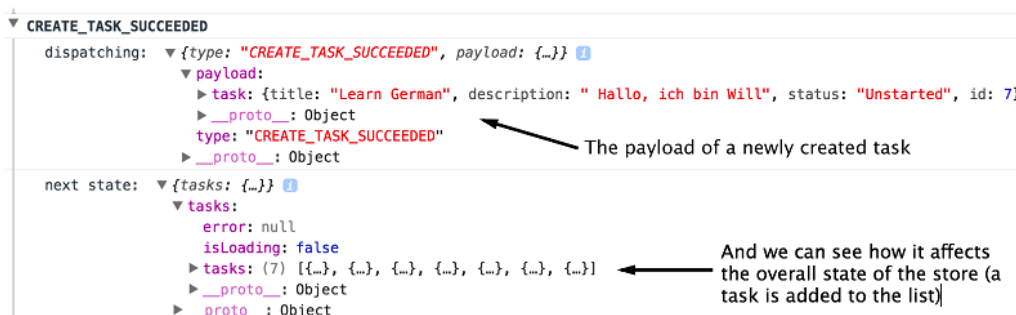 ▼ CREATE_TASK_SUCCEEDED
dispatching: ▼ {type: "CREATE_TASK_SUCCEEDED", payload: {…}} i
▼ payload:
▶ task: {title: "Learn German", description: " Hallo, ich bin Will", status: "Unstarted", id: 7}
▶ __proto__: Object
type: "CREATE_TASK_SUCCEEDED"
▶ __proto__: Object
The payload of a newly created task
next state: ▼ {tasks: {…}} i
▼ tasks:
error: null
isLoading: false
▶ tasks: (7) [{…}, {…}, {…}, {…}, {…}, {…}, {…}]
▶ __proto__: Object
▶ __proto__: Object
And we can see how it affects
the overall state of the store (a
task is added to the list)